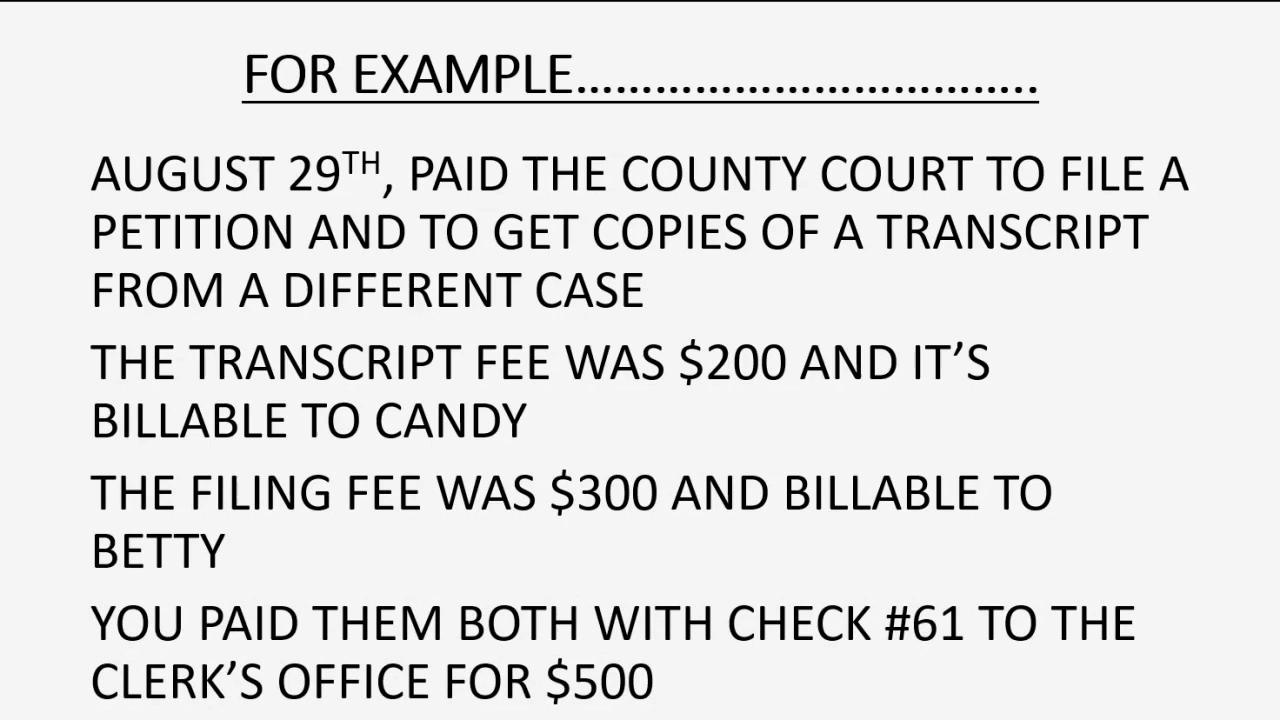 FOR EXAMPLE……………………………..
AUGUST 29TH, PAID THE COUNTY COURT TO FILE A
PETITION AND TO GET COPIES OF A TRANSCRIPT
FROM A DIFFERENT CASE
THE TRANSCRIPT FEE WAS $200 AND IT’S
BILLABLE TO CANDY
THE FILING FEE WAS $300 AND BILLABLE TO
BETTY
YOU PAID THEM BOTH WITH CHECK #61 TO THE
CLERK’S OFFICE FOR $500